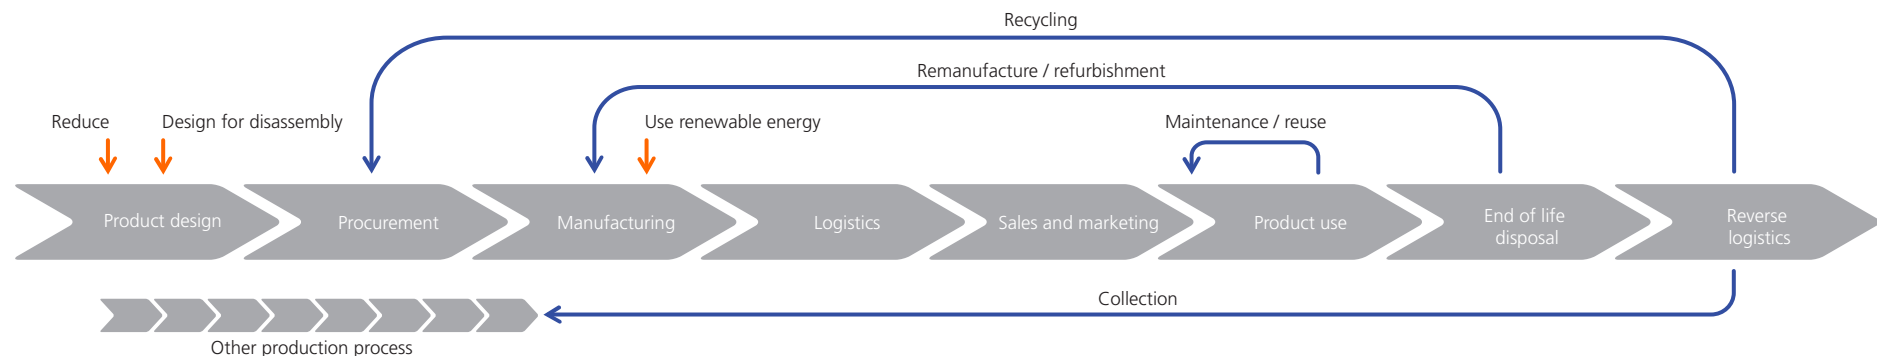 Recycling
Remanufacture / refurbishment
Reduce
Design for disassembly
Use renewable energy
Maintenance / reuse
Product design
Procurement
Manufacturing
Logistics
Sales and marketing
Product use
End of life
disposal
Reverse
logistics
Collection
Other production process